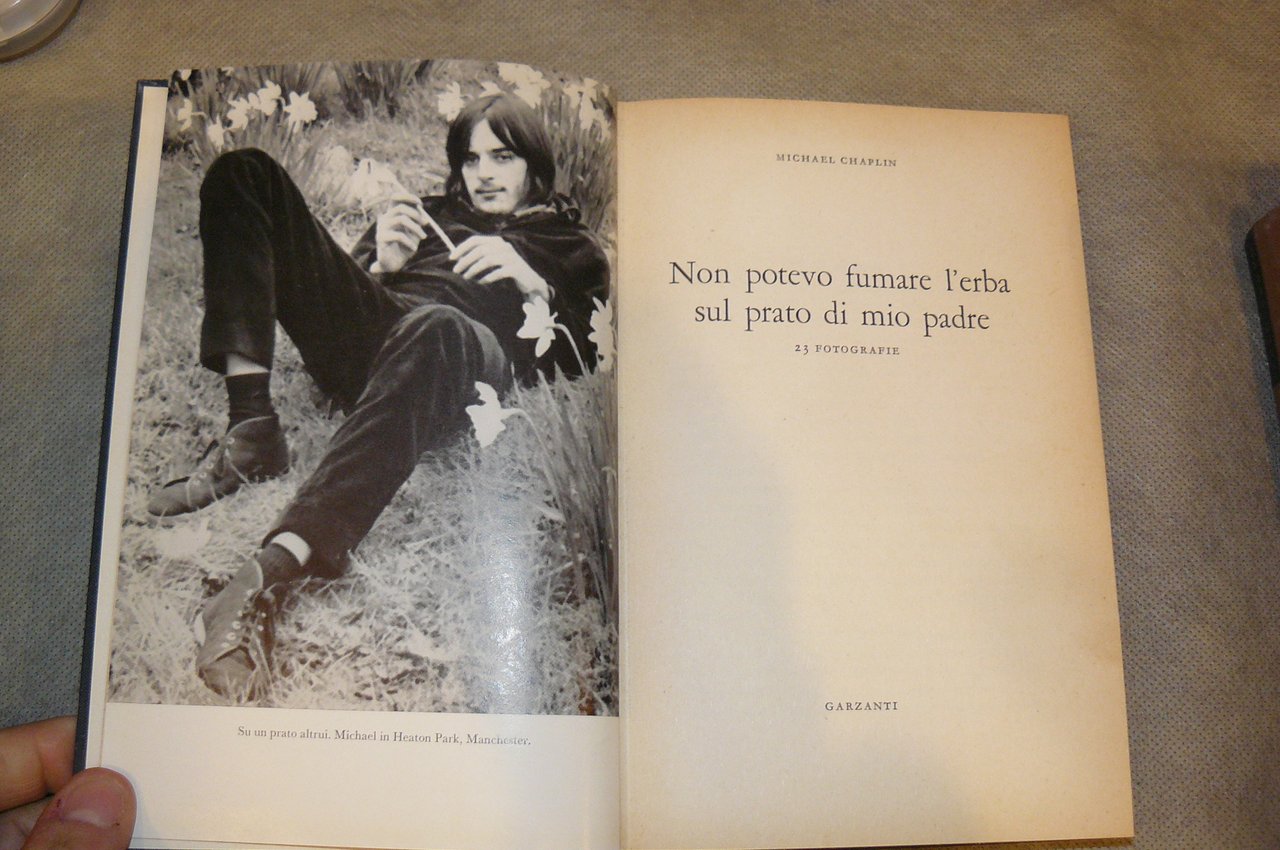 Su un prato altrui. Michael in Heaton Park, Manchester.
MICHAEL CHAPLIN
Non potevo fumare l'erba
sul prato di mio padre
23 FOTOGRAFIE
GARZANTI